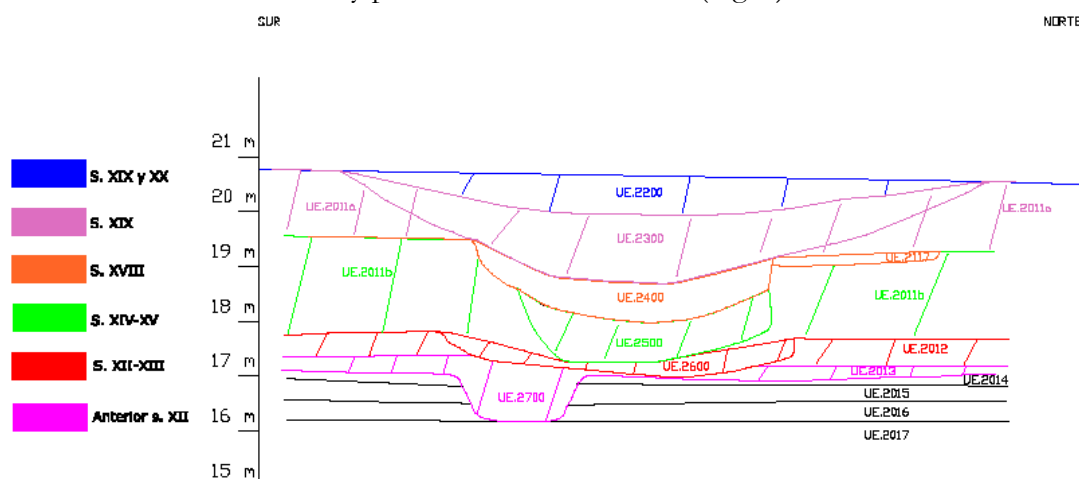 SUR NORTE
21 m
S. XIX y XX
UE.2200
20 m
UE.2011a
UE.2011a
S. XIX
UE.2300
19 m
UE.2117
S. XVIII
UE.2011b
UE.2400
UE.2011b
18 m
S. XIV-XV
UE.2500
UE.2012
17 m
S. XII-XIII
UE.2600
UE.2013
UE.2014
UE.2700
UE.2015
Anterior s. XII
16 m
UE.2016
UE.2017
15 m